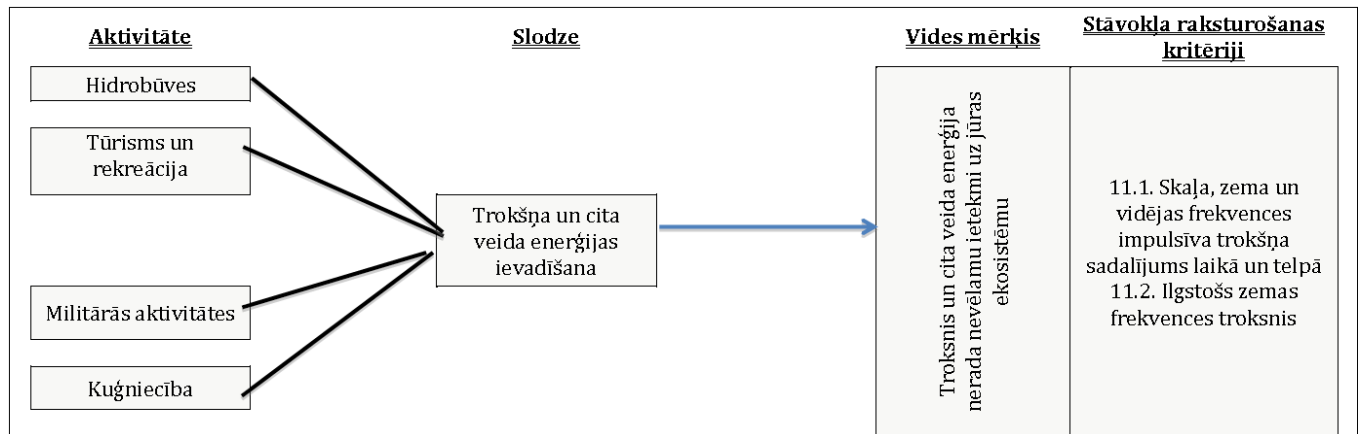 Aktivitāte
Slodze
Vides mērķis
Stāvokļa raksturošanas
kritēriji
Hidrobūves
Tūrisms un
rekreācija
Militārās aktivitātes
Kuģniecība
Trokšņa un cita
veida enerģijas
ievadīšana
Troksnis un cita veida enerģija
nerada nevēlamu ietekmi uz jūras
ekosistēmu
11.1. Skaļa, zema un
vidējas frekvences
impulsīva trokšņa
sadalījums laikā un telpā
11.2. Ilgstošs zemas
frekvences troksnis